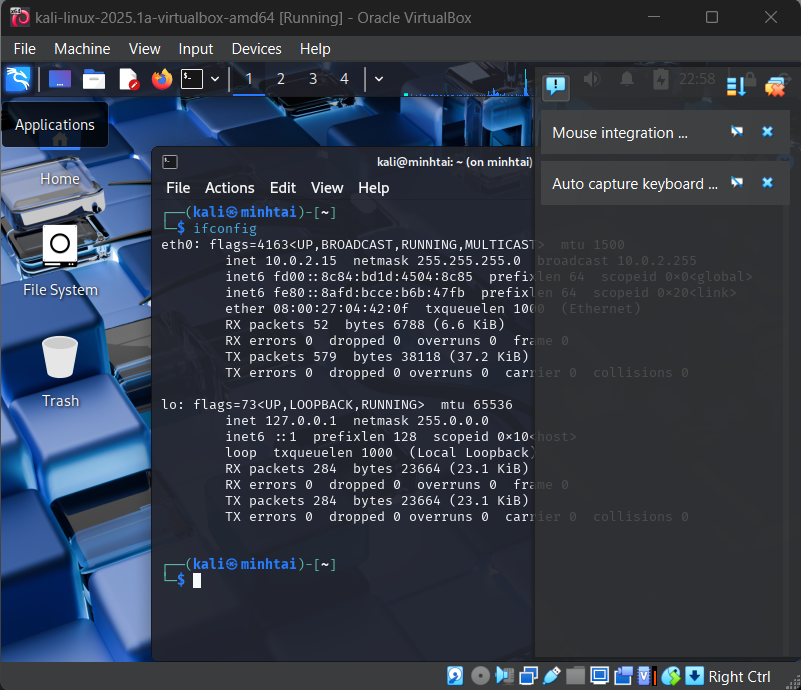 kali-linux-2025.1a-virtualbox-amd64 [Running] - Oracle VirtualBox
File Machine View Input Devices Help
1 2 3 4 22:58
Applications
Mouse integration ...
Auto capture keyboard ...
Home
File System
Trash
kali@minhtai: ~ (on minhtai)
File Actions Edit View Help
┌──(kali㉿minhtai)-[~]
└─$ ifconfig
eth0: flags=4163<UP,BROADCAST,RUNNING,MULTICAST> mtu 1500
inet 10.0.2.15 netmask 255.255.255.0 broadcast 10.0.2.255
inet6 fd00::8c84:bd1d:4504:8c85 prefixlen 64 scopeid 0×0<global>
inet6 fe80::8afd:bcce:b6b:47fb prefixlen 64 scopeid 0×20<link>
ether 08:00:27:04:42:0f txqueuelen 1000 (Ethernet)
RX packets 52 bytes 6788 (6.6 KiB)
RX errors 0 dropped 0 overruns 0 frame 0
TX packets 579 bytes 38118 (37.2 KiB)
TX errors 0 dropped 0 overruns 0 carrier 0 collisions 0
lo: flags=73<UP,LOOPBACK,RUNNING> mtu 65536
inet 127.0.0.1 netmask 255.0.0.0
inet6 ::1 prefixlen 128 scopeid 0×10<host>
loop txqueuelen 1000 (Local Loopback)
RX packets 284 bytes 23664 (23.1 KiB)
RX errors 0 dropped 0 overruns 0 frame 0
TX packets 284 bytes 23664 (23.1 KiB)
TX errors 0 dropped 0 overruns 0 carrier 0 collisions 0
┌──(kali㉿minhtai)-[~]
└─$
Right Ctrl